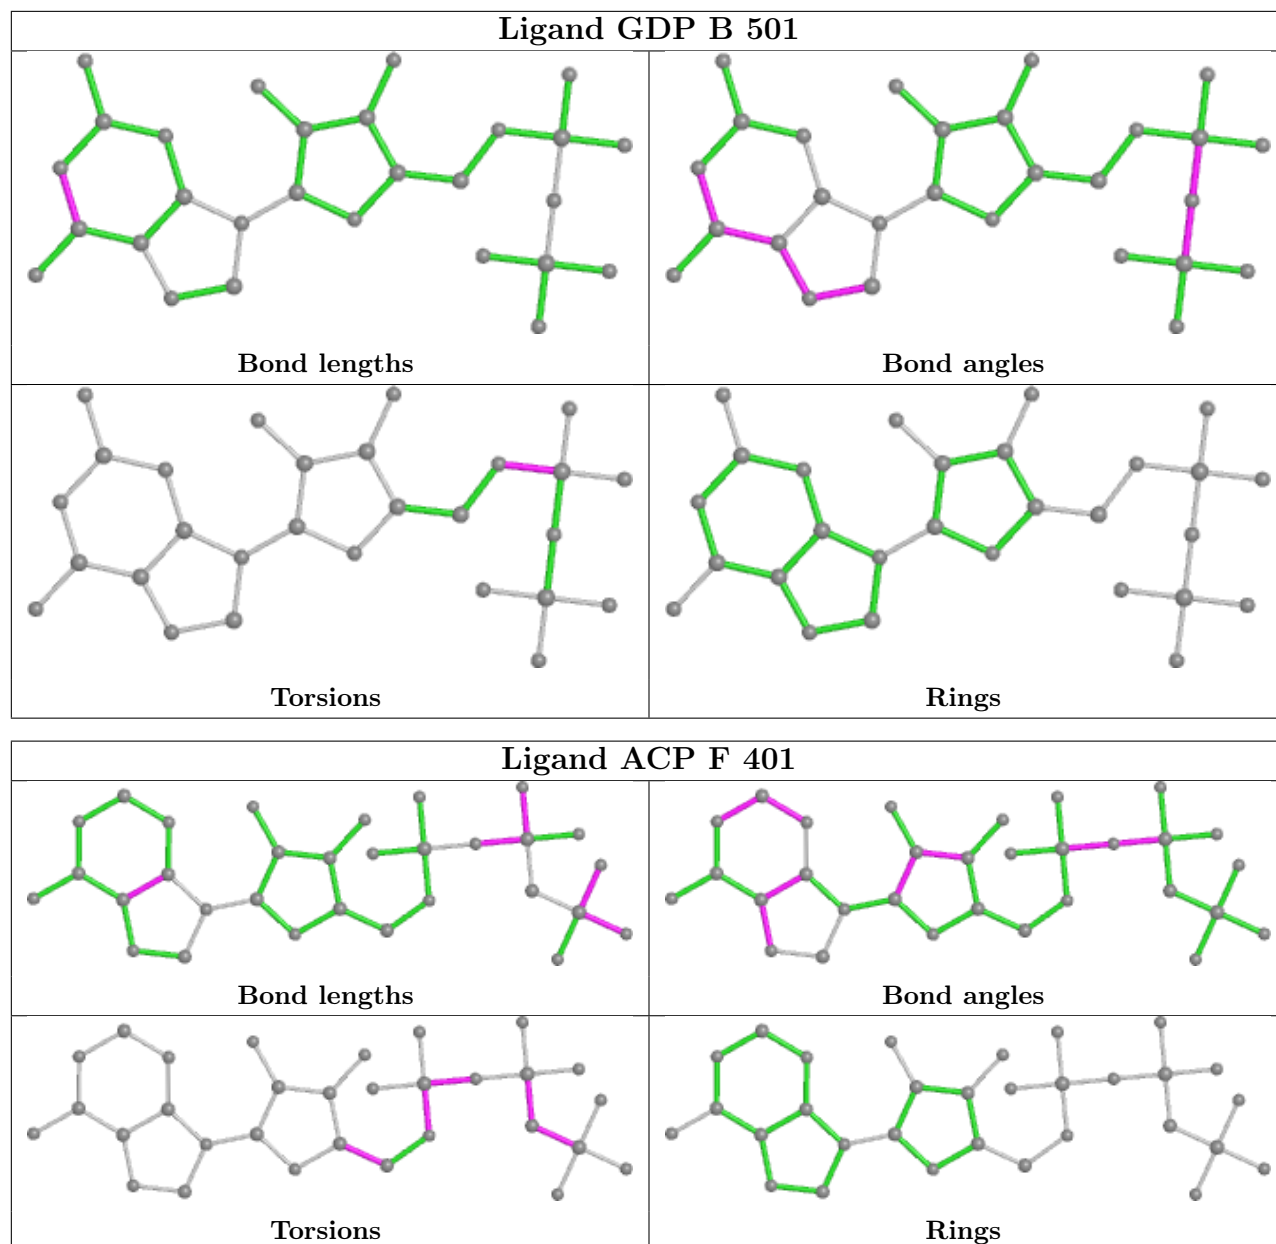 Ligand GDP B 501
Bond lengths
Bond angles
Torsions
Rings
Ligand ACP F 401
Bond lengths
Bond angles
Torsions
Rings